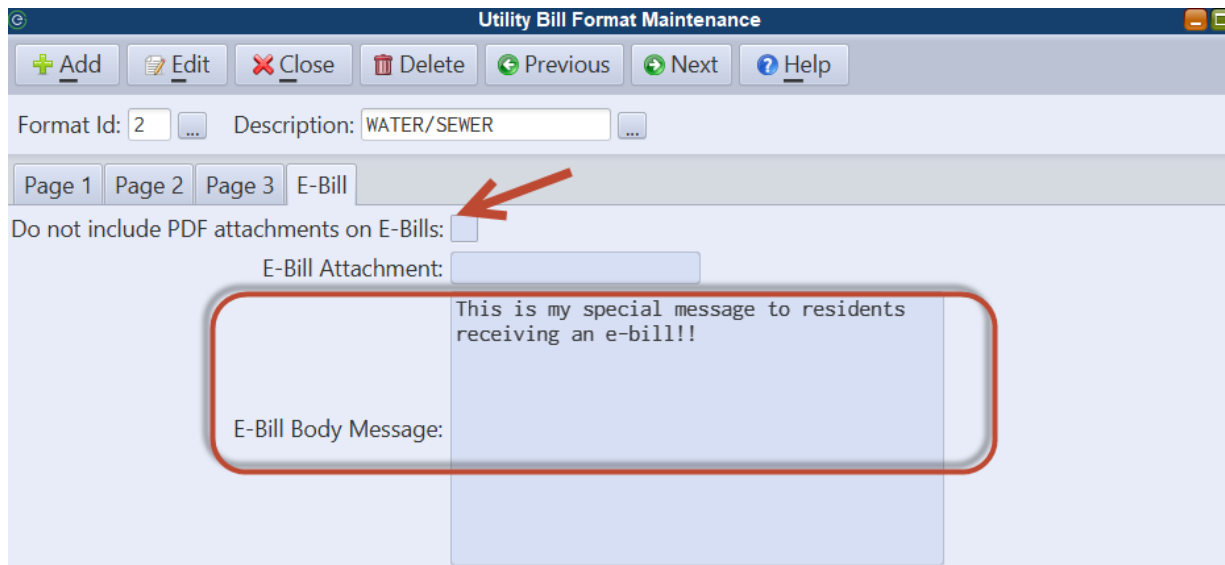 Utility Bill Format Maintenance
Add Edit Close Delete Previous Next Help
Format Id: 2 ... Description: WATER/SEWER ...
Page 1 Page 2 Page 3 E-Bill
Do not include PDF attachments on E-Bills:
E-Bill Attachment:
This is my special message to residents
receiving an e-bill!!
E-Bill Body Message: